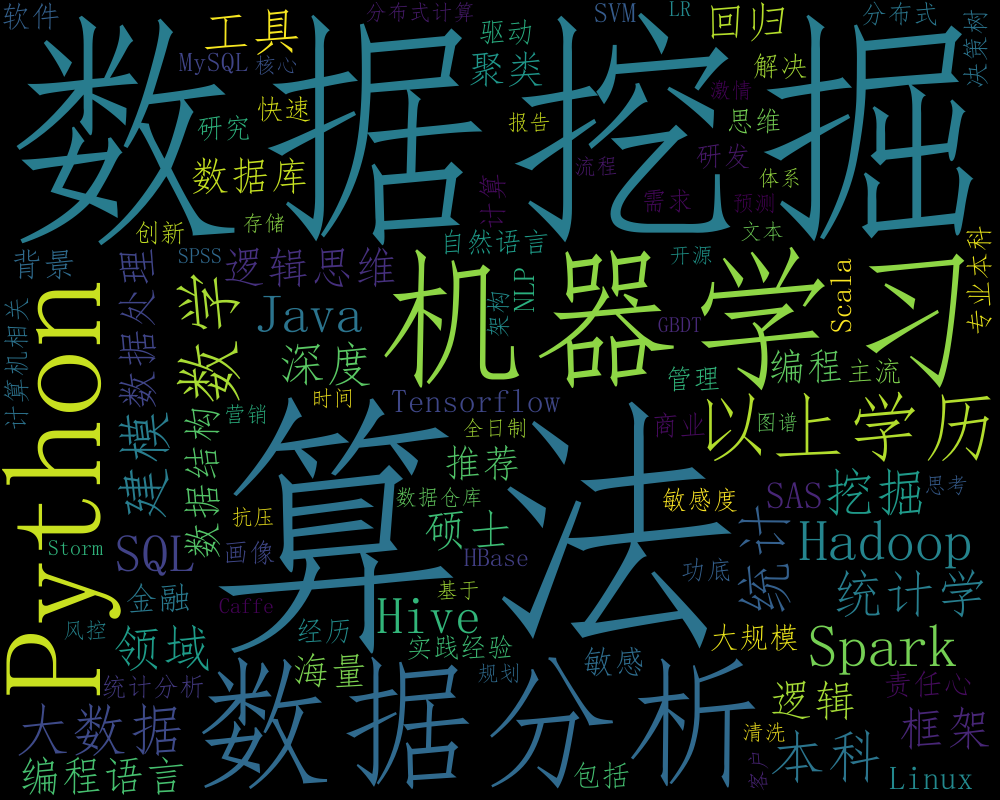 软件
工具
分布式计算
SVM
LR
回归
分布式
决策树
数据挖掘
MySQL
核心
驱动
聚类
解决
激情
快速
研究
报告
思维
数据库
流程
研发
体系
计算
需求
预测
创新
存储
自然语言
文本
开源
专业本科
背景
数据处理
SPSS
逻辑思维
机器学习
NLP
架构
Scala
GBDT
计算机相关
Python
数学
Java
深度
管理
编程
主流
时间
Tensorflow
营销
全日制
商业
图谱
以上学历
建模
数据结构
算法
推荐
数据仓库
敏感度
SAS
挖掘
思考
抗压
硕士
Storm
SQL
画像
HBase
功底
统计
Hadoop
金融
Caffe
基于
Hive
统计学
风控
领域
经历
实践经验
大规模
Spark
海量
敏感
规划
统计分析
数据分析
逻辑
责任心
大数据
框架
清洗
本科
编程语言
包括
客户
Linux